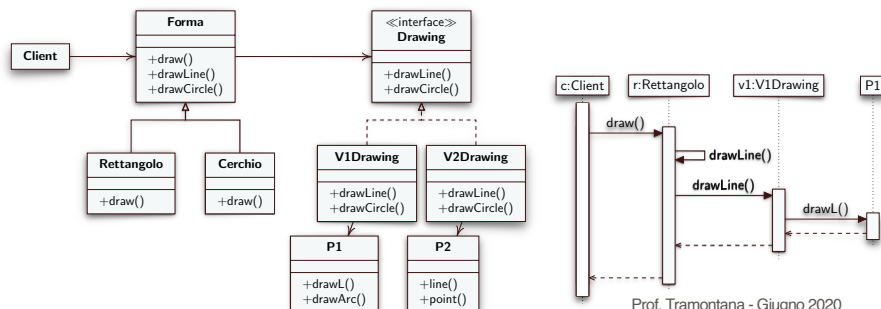 Client
Forma
+draw()
+drawLine()
+drawCircle()
≪interface≫
Drawing
+drawLine()
+drawCircle()
Rettangolo
+draw()
Cerchio
+draw()
V1Drawing
+drawLine()
+drawCircle()
V2Drawing
+drawLine()
+drawCircle()
P1
+drawL()
+drawArc()
P2
+line()
+point()
c:Client
r:Rettangolo
v1:V1Drawing
P1
draw()
drawLine()
drawLine()
drawL()
Prof. Tramontana - Giugno 2020